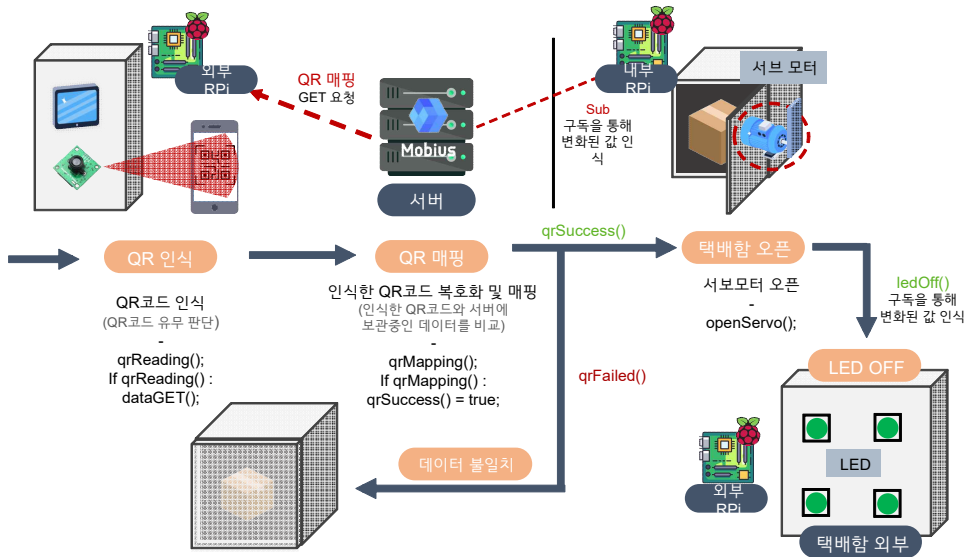 외부
RPi
QR 매핑
GET 요청
Mobius
서버
내부
RPi
Sub
구독을 통해
변화된 값 인
식
서브 모터
QR 인식
QR 매핑
qrSuccess()
택배함 오픈
QR코드 인식
(QR코드 유무 판단)
-
qrReading();
If qrReading() :
dataGET();
인식한 QR코드 복호화 및 매핑
(인식한 QR코드와 서버에
보관중인 데이터를 비교)
-
qrMapping();
If qrMapping() :
qrSuccess() = true;
서보모터 오픈
-
openServo();
ledOff()
구독을 통해
변화된 값 인식
qrFailed()
데이터 불일치
LED OFF
LED
외부
RPi
택배함 외부